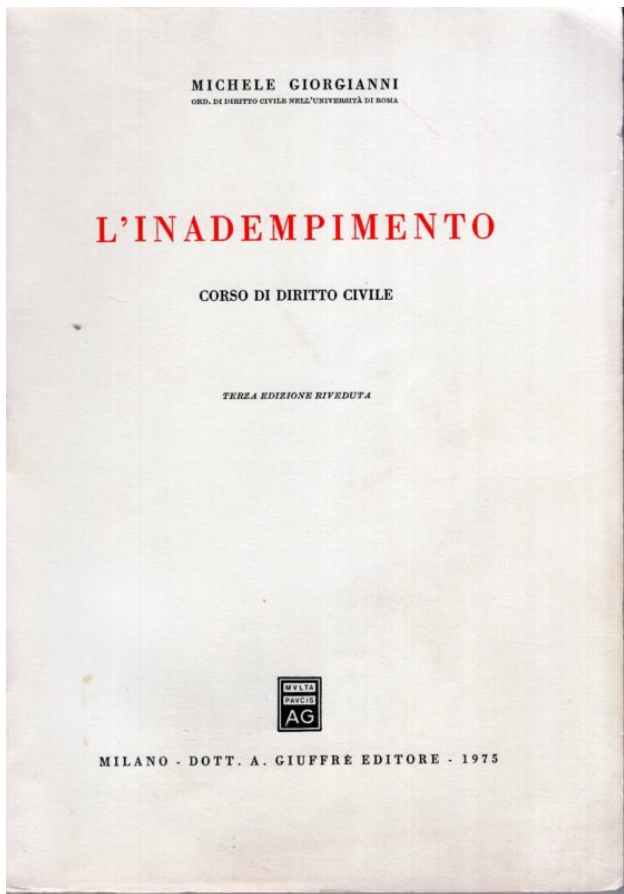 MICHELE GIORGIANNI
ORD. DI DIRITTO CIVILE NELL'UNIVERSITÀ DI ROMA
L'INADEMPIMENTO
CORSO DI DIRITTO CIVILE
TERZA EDIZIONE RIVEDUTA
MVLTA
PAVCIS
AG
MILANO - DOTT. A. GIUFFRÈ EDITORE - 1975